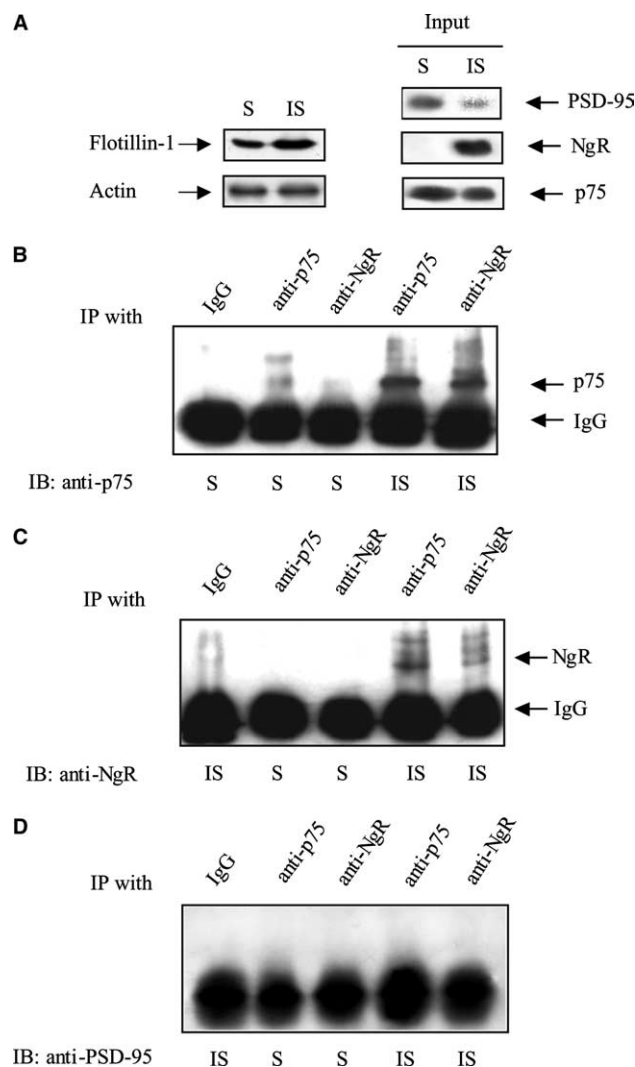 A
Input
S IS
S IS
PSD-95
Flotillin-1
NgR
Actin
p75
B
IgG anti-p75 anti-NgR anti-p75 anti-NgR
IP with
p75
IgG
IB: anti-p75 S S S IS IS
C
IgG anti-p75 anti-NgR anti-p75 anti-NgR
IP with
NgR
IgG
IB: anti-NgR IS S S IS IS
D
IgG anti-p75 anti-NgR anti-p75 anti-NgR
IP with
IB: anti-PSD-95 IS S S IS IS